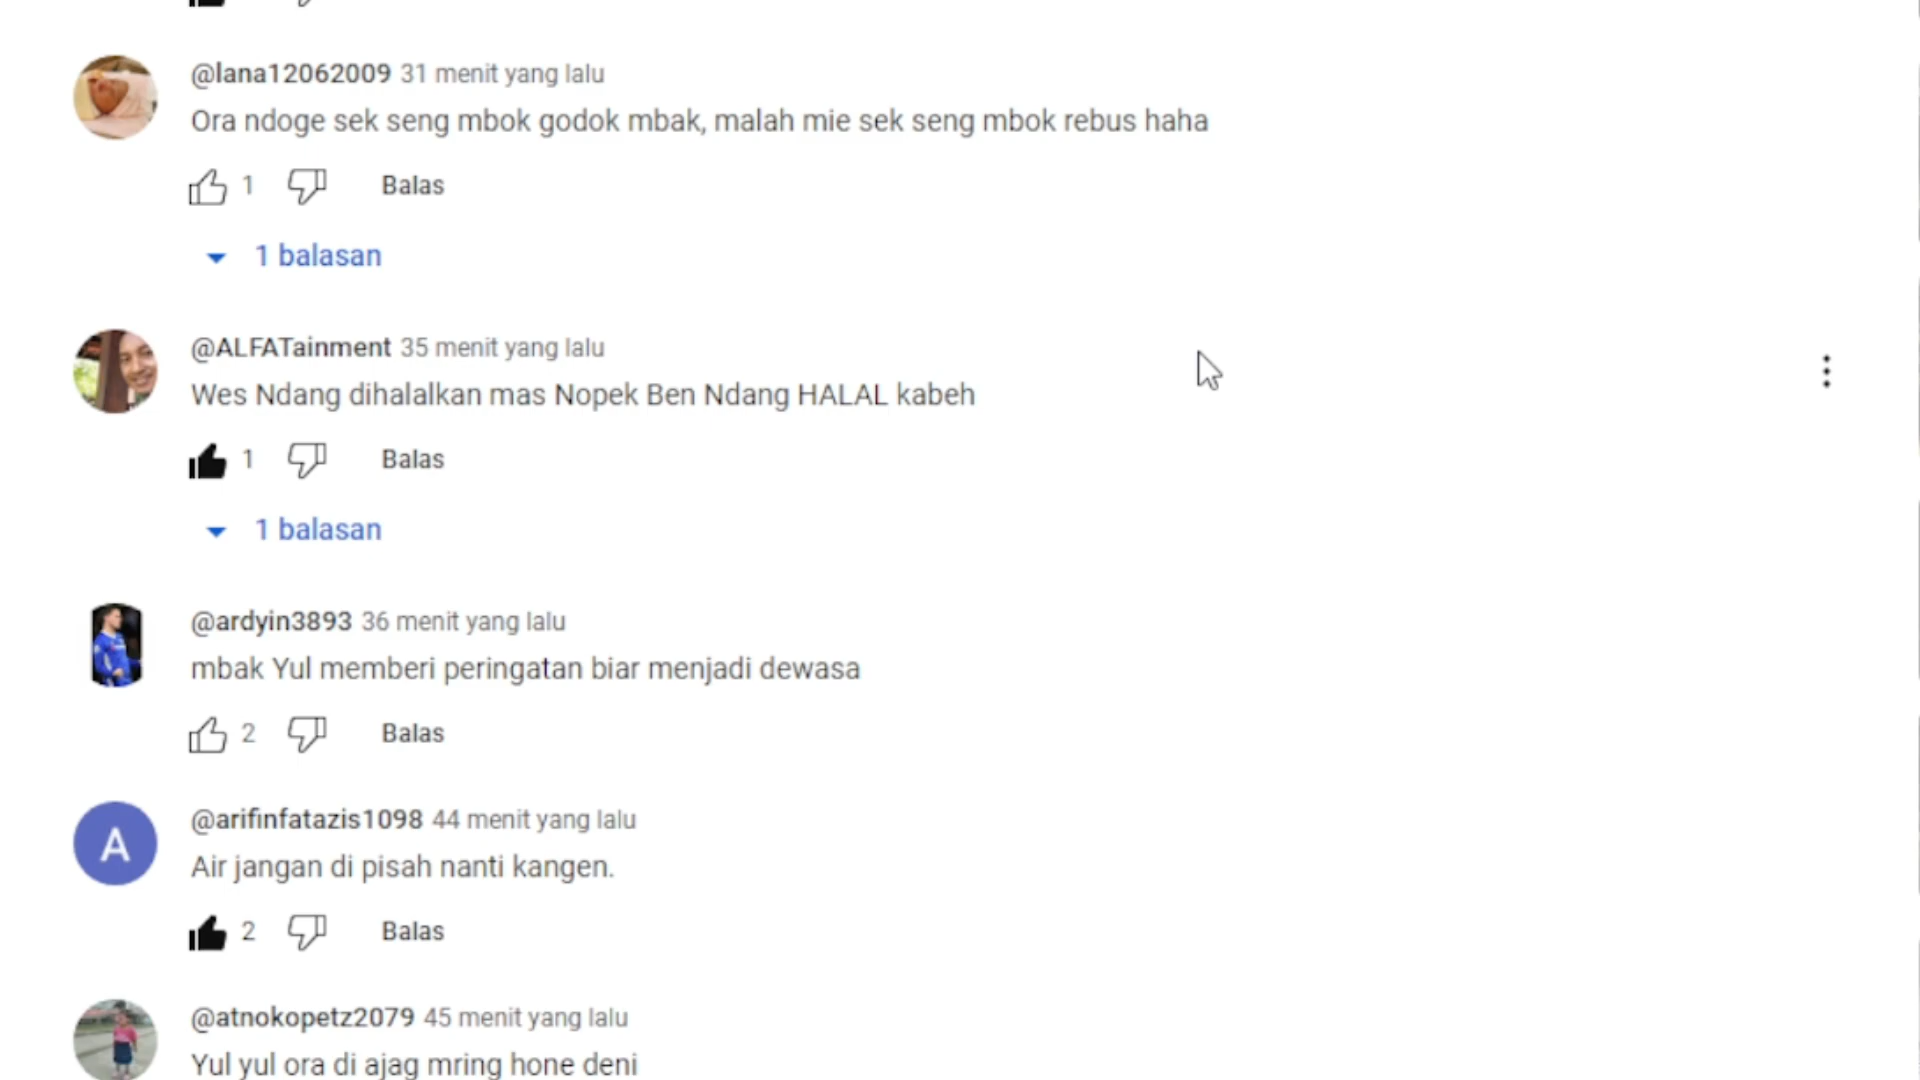 @lana12062009 31 menit yang lalu
Ora ndoge sek seng mbok godok mbak, malah mie sek seng mbok rebus haha
1 Balas
1 balasan
@ALFATainment 35 menit yang lalu
Wes Ndang dihalalkan mas Nopek Ben Ndang HALAL kabeh
1 Balas
1 balasan
@ardyin3893 36 menit yang lalu
mbak Yul memberi peringatan biar menjadi dewasa
2 Balas
A
@arifinfatazis1098 44 menit yang lalu
Air jangan di pisah nanti kangen.
2 Balas
@atnokopetz2079 45 menit yang lalu
Yul yul ora di ajag mring hone deni